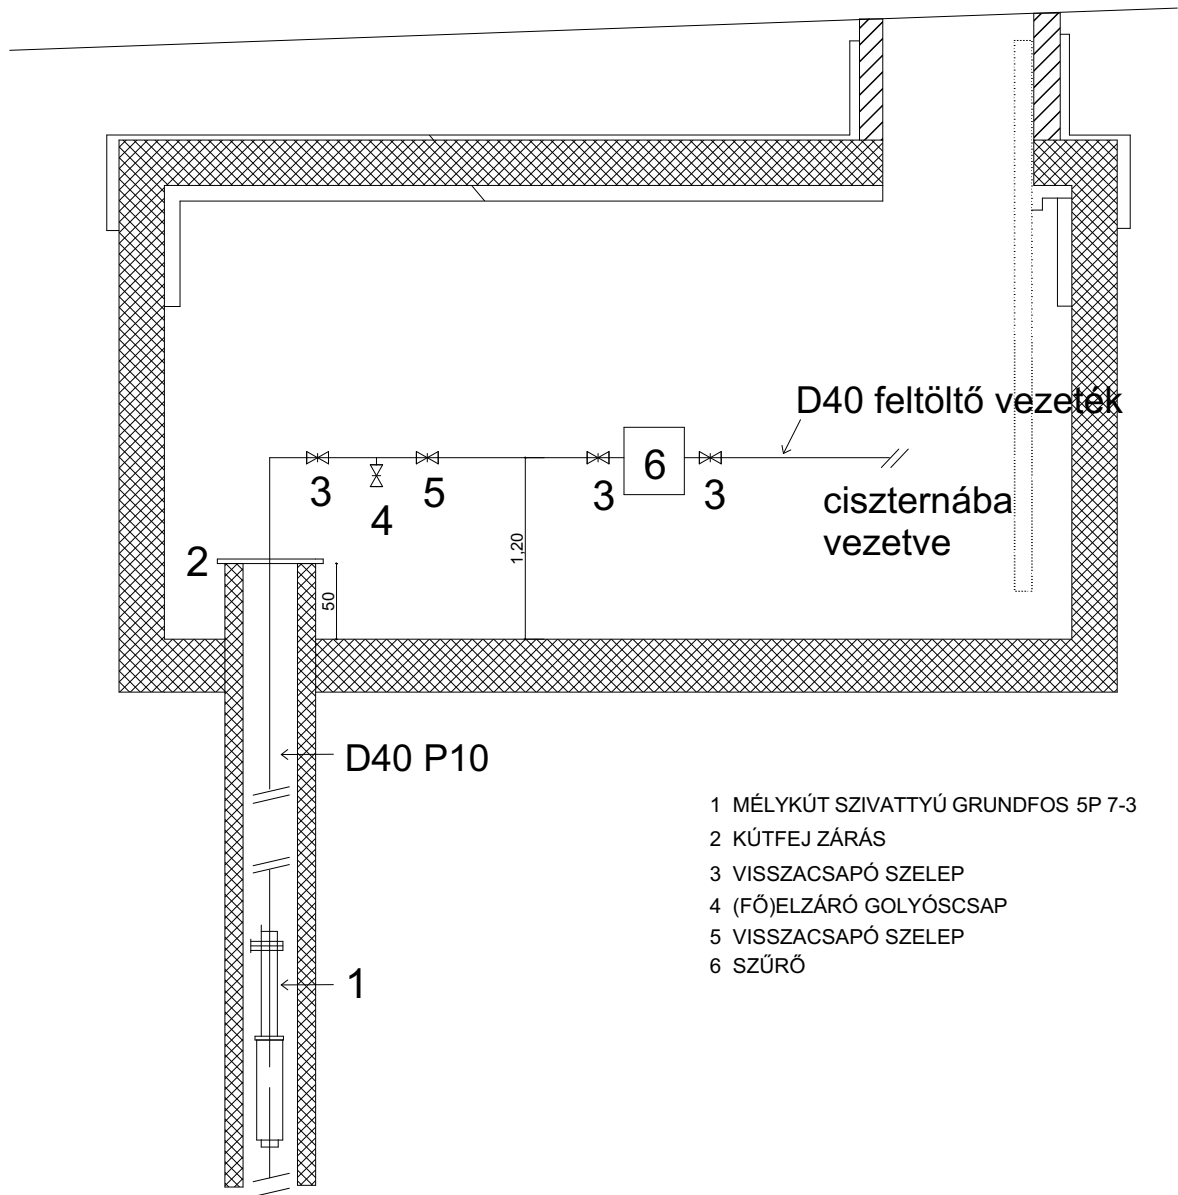 D40 feltöltő vezeték
3
4
5
3
6
3
ciszternába
vezetve
2
50
1,20
D40 P10
1
1 MÉLYKÚT SZIVATTYÚ GRUNDFOS 5P 7-3
2 KÚTFEJ ZÁRÁS
3 VISSZACSAPÓ SZELEP
4 (FŐ)ELZÁRÓ GOLYÓSCSAP
5 VISSZACSAPÓ SZELEP
6 SZŰRŐ